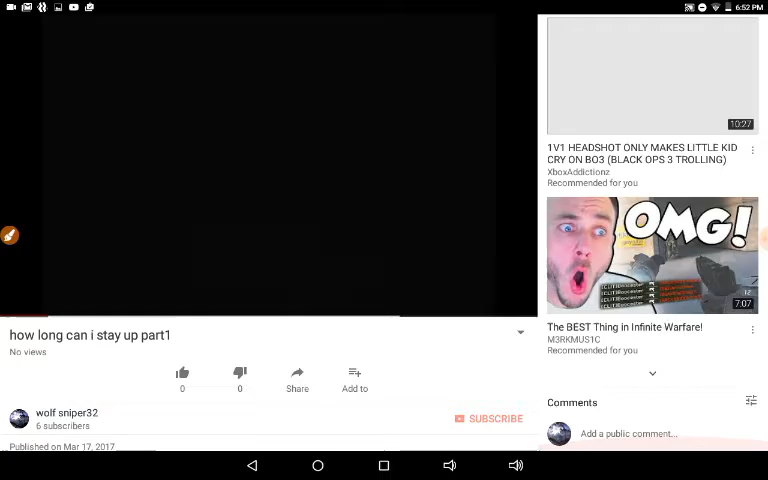 6:52 PM
10:27
1V1 HEADSHOT ONLY MAKES LITTLE KID
CRY ON BO3 (BLACK OPS 3 TROLLING)
XboxAddictionz
Recommended for you
OMG!
7:07
The BEST Thing in Infinite Warfare!
M3RKMUS1C
Recommended for you
how long can i stay up part1
No views
0
0
Share
Add to
wolf sniper32
6 subscribers
SUBSCRIBE
Published on Mar 17, 2017
Comments
Add a public comment...